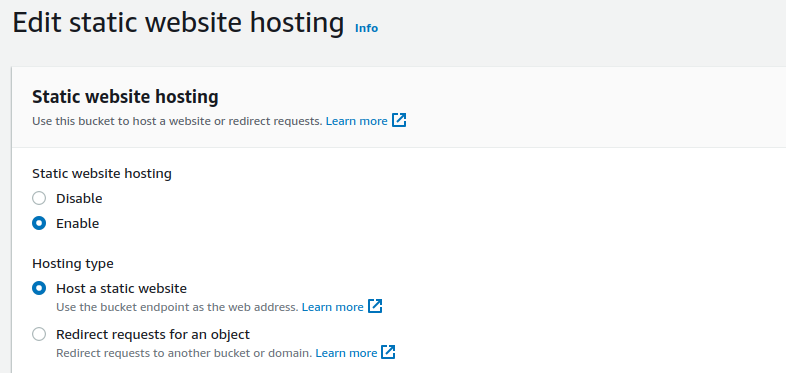 Edit static website hosting Info
Static website hosting
Use this bucket to host a website or redirect requests. Learn more
Static website hosting
Disable
Enable
Hosting type
Host a static website
Use the bucket endpoint as the web address. Learn more
Redirect requests for an object
Redirect requests to another bucket or domain. Learn more